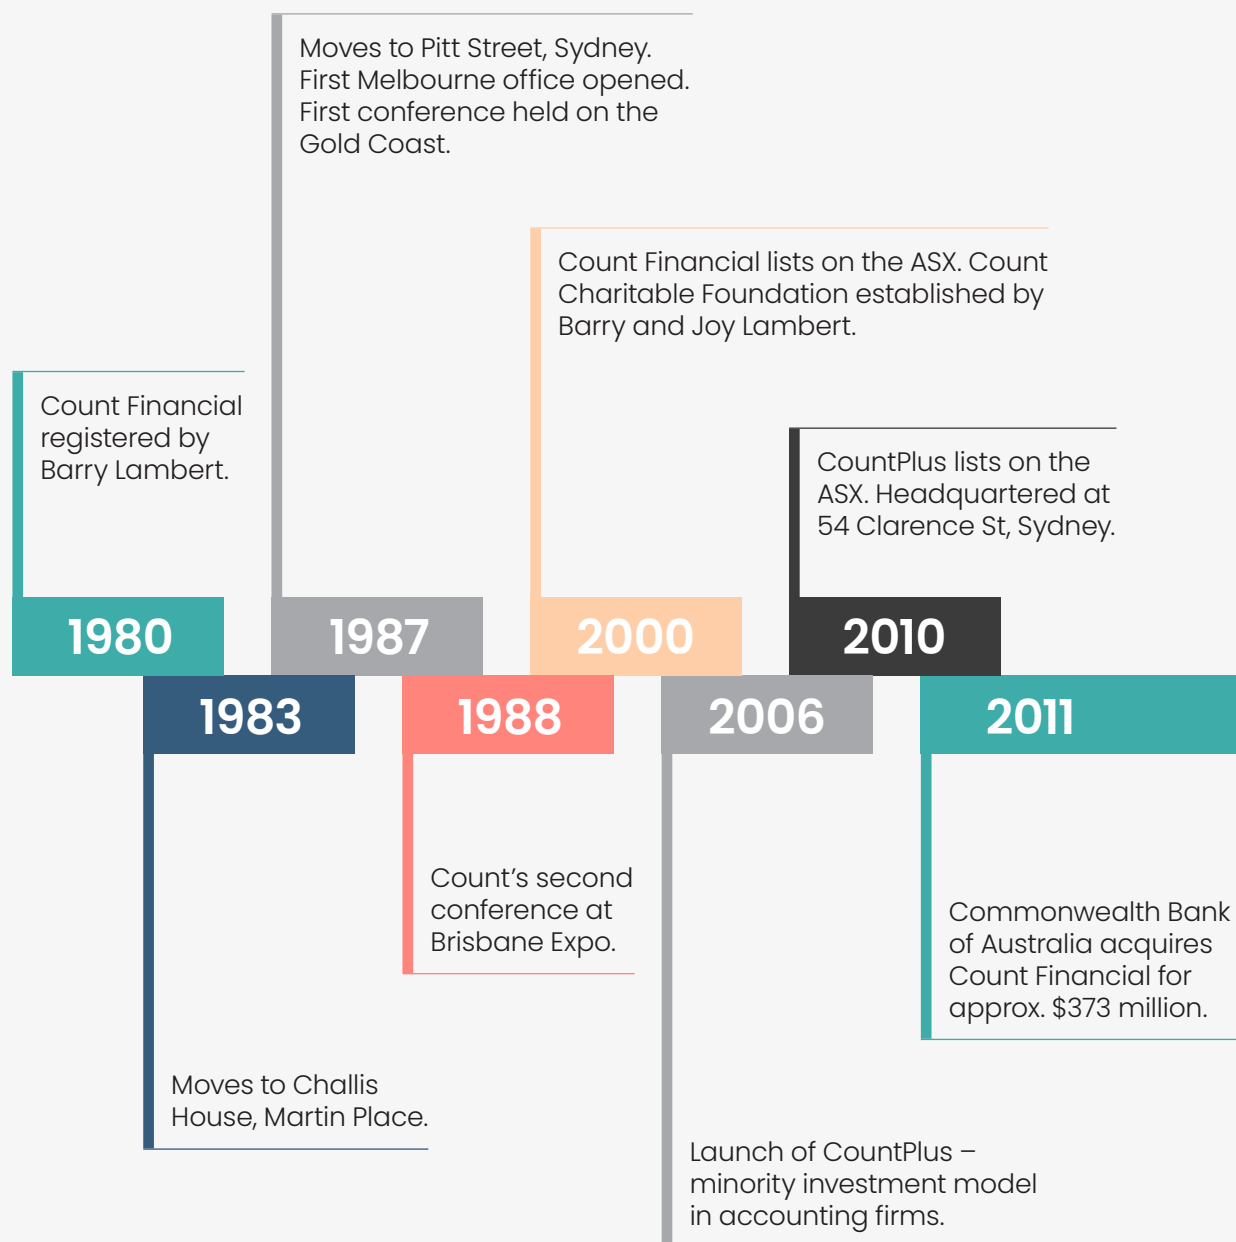 Moves to Pitt Street, Sydney.
First Melbourne office opened.
First conference held on the
Gold Coast.
Count Financial lists on the ASX. Count
Charitable Foundation established by
Barry and Joy Lambert.
Count Financial
registered by
Barry Lambert.
CountPlus lists on the
ASX. Headquartered at
54 Clarence St, Sydney.
1980
1987
2000
2010
1983
1988
2006
2011
Count’s second
conference at
Brisbane Expo.
Commonwealth Bank
of Australia acquires
Count Financial for
approx. $373 million.
Moves to Challis
House, Martin Place.
Launch of CountPlus –
minority investment model
in accounting firms.